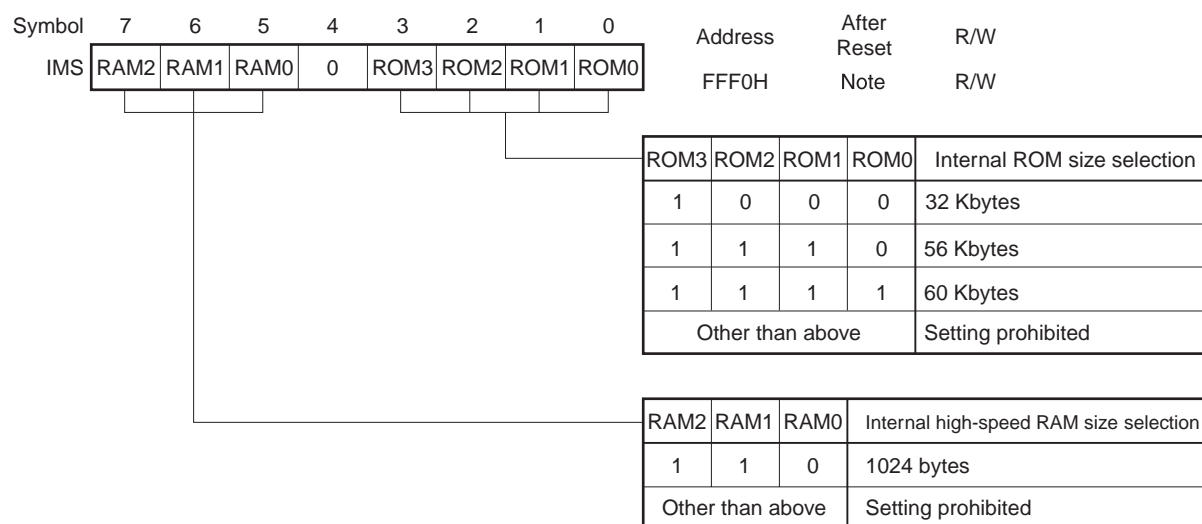 Symbol 7 6 5 4 3 2 1 0 Address After Reset R/W
IMS RAM2 RAM1 RAM0 0 ROM3 ROM2 ROM1 ROM0 FFF0H Note R/W
ROM3 ROM2 ROM1 ROM0 Internal ROM size selection
1 0 0 0 32 Kbytes
1 1 1 0 56 Kbytes
1 1 1 1 60 Kbytes
Other than above Setting prohibited
RAM2 RAM1 RAM0 Internal high-speed RAM size selection
1 1 0 1024 bytes
Other than above Setting prohibited